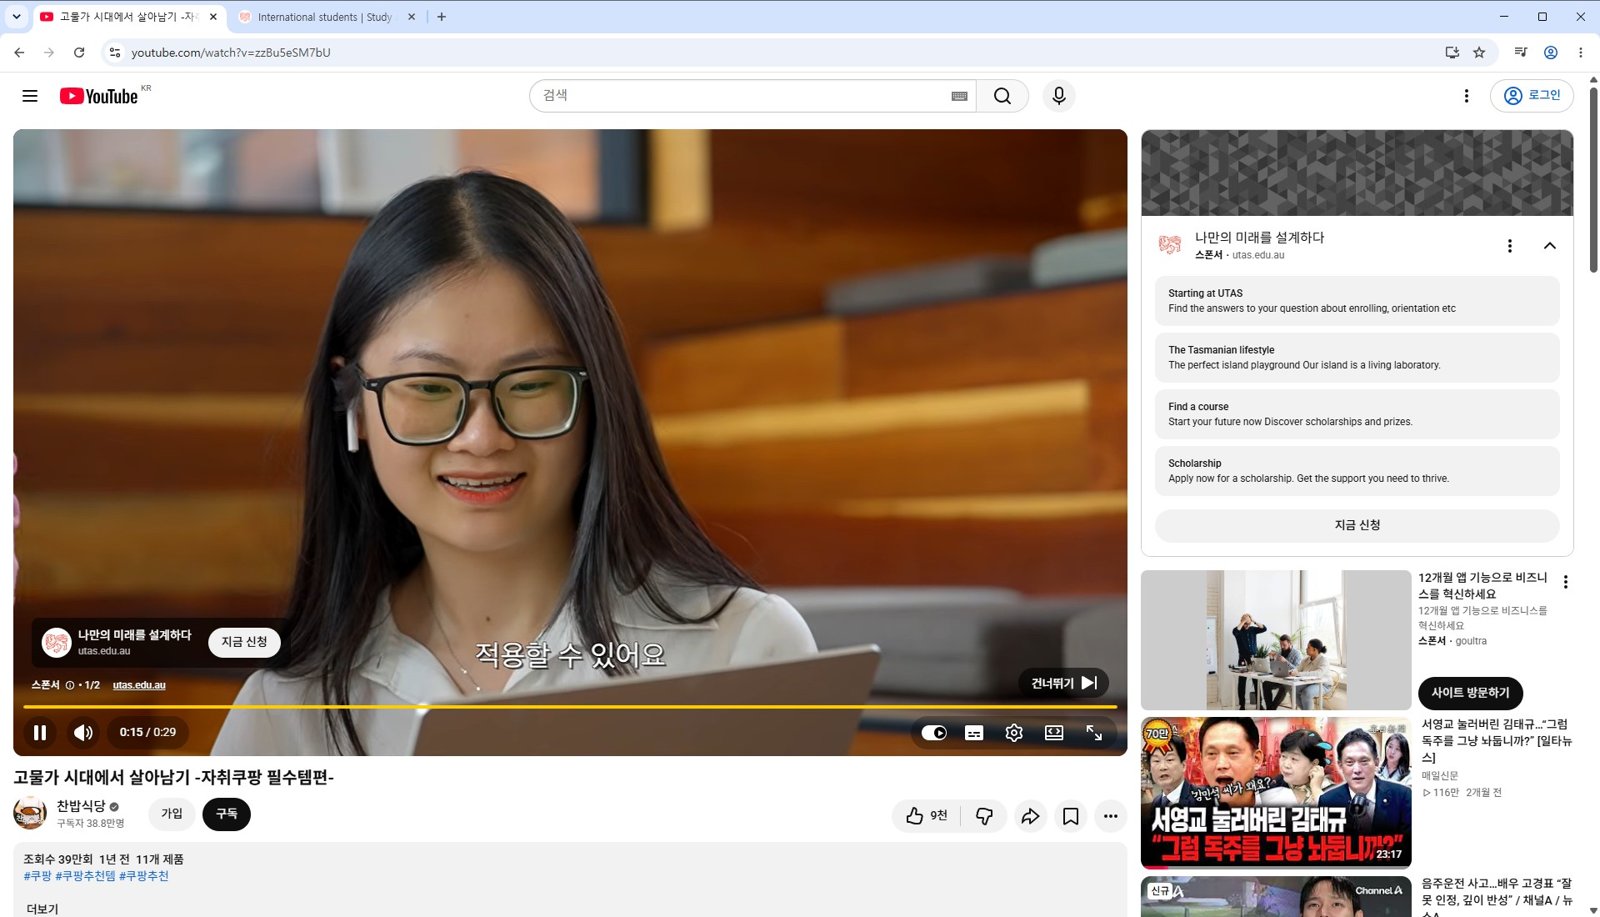 고물가 시대에서 살아남기 -자취
International students | Study
youtube.com/watch?v=zzBu5eSM7bU
YouTube KR
검색
로그인
적용할 수 있어요
나만의 미래를 설계하다
utas.edu.au
지금 신청
스폰서 · 1/2 utas.edu.au
건너뛰기
0:15 / 0:29
고물가 시대에서 살아남기 -자취쿠팡 필수템편-
찬밥식당
구독자 38.8만명
가입
구독
9천
조회수 39만회 1년 전 11개 제품
#쿠팡 #쿠팡추천템 #쿠팡추천
더보기
나만의 미래를 설계하다
스폰서 · utas.edu.au
Starting at UTAS
Find the answers to your question about enrolling, orientation etc
The Tasmanian lifestyle
The perfect island playground Our island is a living laboratory.
Find a course
Start your future now Discover scholarships and prizes.
Scholarship
Apply now for a scholarship. Get the support you need to thrive.
지금 신청
12개월 앱 기능으로 비즈니
스를 혁신하세요
12개월 앱 기능으로 비즈니스를
혁신하세요
스폰서 · goultra
사이트 방문하기
70만
서영교 눌러버린 김태규
"그럼 독주를 그냥 놔둡니까?"
23:17
서영교 눌러버린 김태규..."그럼
독주를 그냥 놔둡니까?" [일타뉴
스]
매일신문
116만 2개월 전
신규
Channel A
음주운전 사고...배우 고경표 "잘
못 인정, 깊이 반성" / 채널A / 뉴
스A